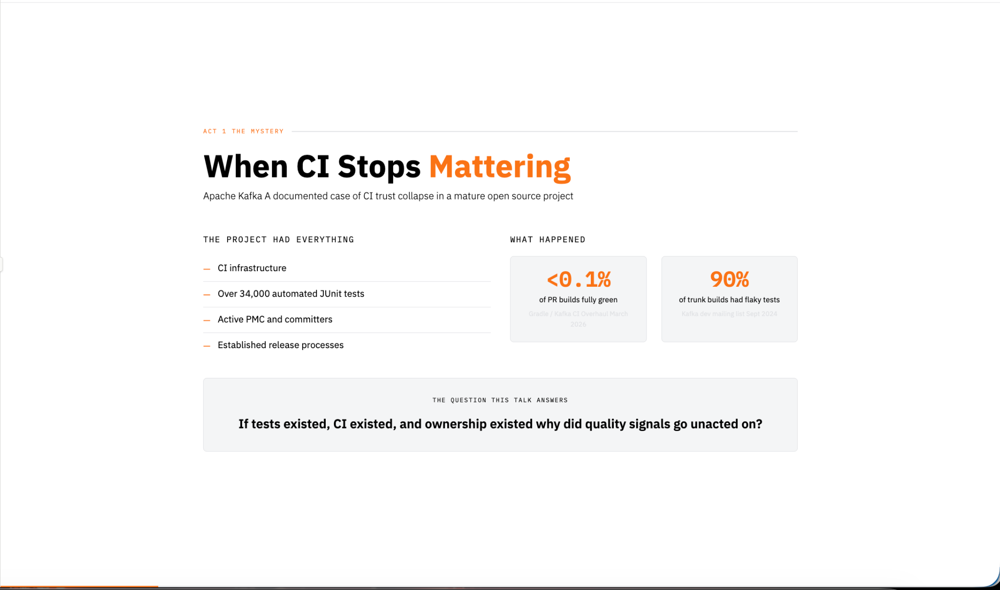 ACT 1 THE MYSTERY
When CI Stops Mattering
Apache Kafka A documented case of CI trust collapse in a mature open source project
THE PROJECT HAD EVERYTHING
— CI infrastructure
— Over 34,000 automated JUnit tests
— Active PMC and committers
— Established release processes
WHAT HAPPENED
<0.1%
of PR builds fully green
Gradle / Kafka CI Overhaul March
2026
90%
of trunk builds had flaky tests
Kafka dev mailing list Sept 2024
THE QUESTION THIS TALK ANSWERS
If tests existed, CI existed, and ownership existed why did quality signals go unacted on?